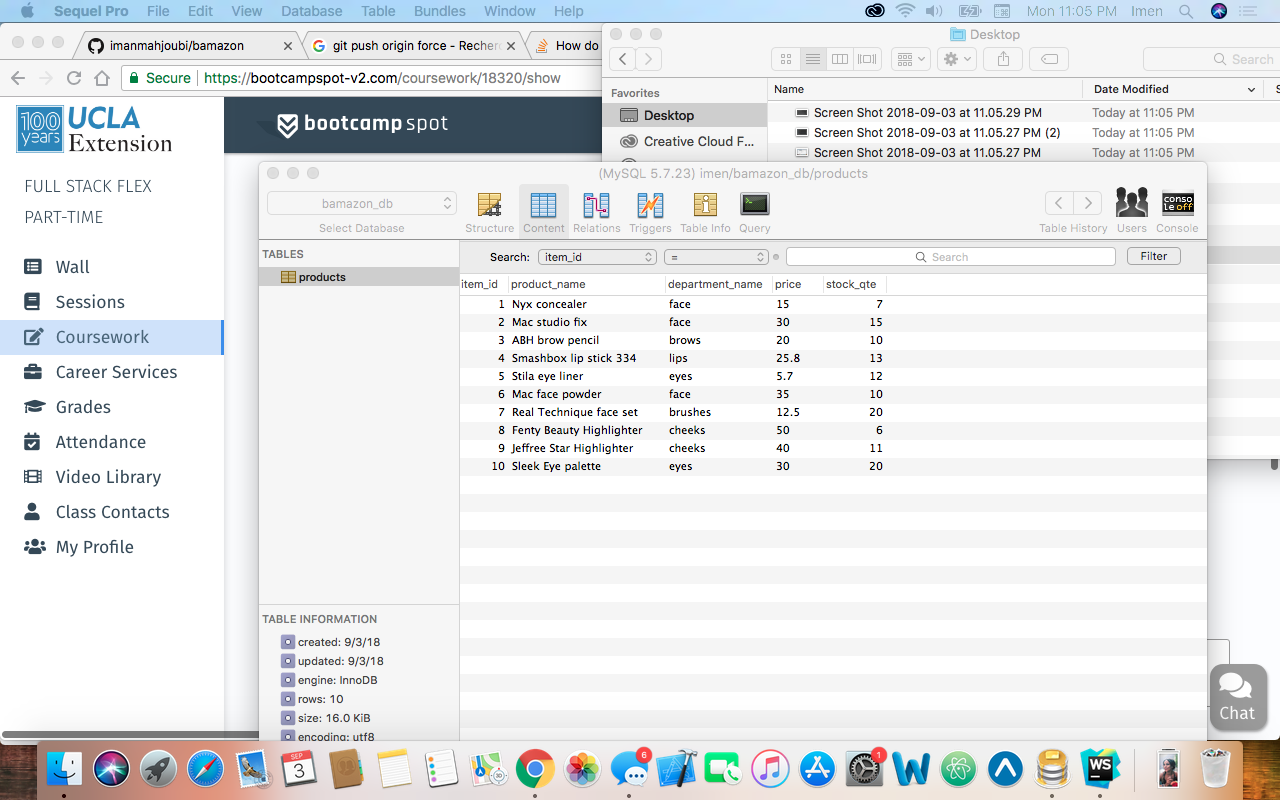 Sequel Pro File Edit View Database Table Bundles Window Help Mon 11:05 PM Imen
imanmahjoubi/bamazon
git push origin force - Recher
How do
Secure https://bootcampspot-v2.com/coursework/18320/show
100 years UCLA Extension
bootcamp spot
FULL STACK FLEX
PART-TIME
Wall
Sessions
Coursework
Career Services
Grades
Attendance
Video Library
Class Contacts
My Profile
Desktop
Search
Favorites
Desktop
Creative Cloud F...
Name Date Modified S
Screen Shot 2018-09-03 at 11.05.29 PM Today at 11:05 PM
Screen Shot 2018-09-03 at 11.05.27 PM (2) Today at 11:05 PM
Screen Shot 2018-09-03 at 11.05.27 PM Today at 11:05 PM
(MySQL 5.7.23) imen/bamazon_db/products
bamazon_db
Select Database
Structure Content Relations Triggers Table Info Query
Table History Users Console
conso
le off
TABLES
products
Search: item_id = Search Filter
item_id product_name department_name price stock_qte
1 Nyx concealer face 15 7
2 Mac studio fix face 30 15
3 ABH brow pencil brows 20 10
4 Smashbox lip stick 334 lips 25.8 13
5 Stila eye liner eyes 5.7 12
6 Mac face powder face 35 10
7 Real Technique face set brushes 12.5 20
8 Fenty Beauty Highlighter cheeks 50 6
9 Jeffree Star Highlighter cheeks 40 11
10 Sleek Eye palette eyes 30 20
TABLE INFORMATION
created: 9/3/18
updated: 9/3/18
engine: InnoDB
rows: 10
size: 16.0 KiB
encoding: utf8
Chat
SEP
3
6
1
WS